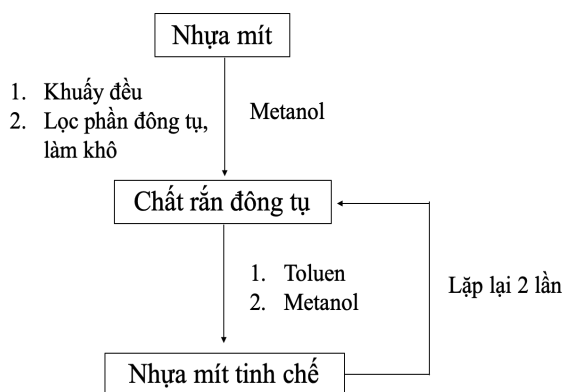 Nhựa mít
1. Khuấy đều
2. Lọc phần đông tụ,
làm khô
Metanol
Chất rắn đông tụ
1. Toluen
2. Metanol
Lặp lại 2 lần
Nhựa mít tinh chế